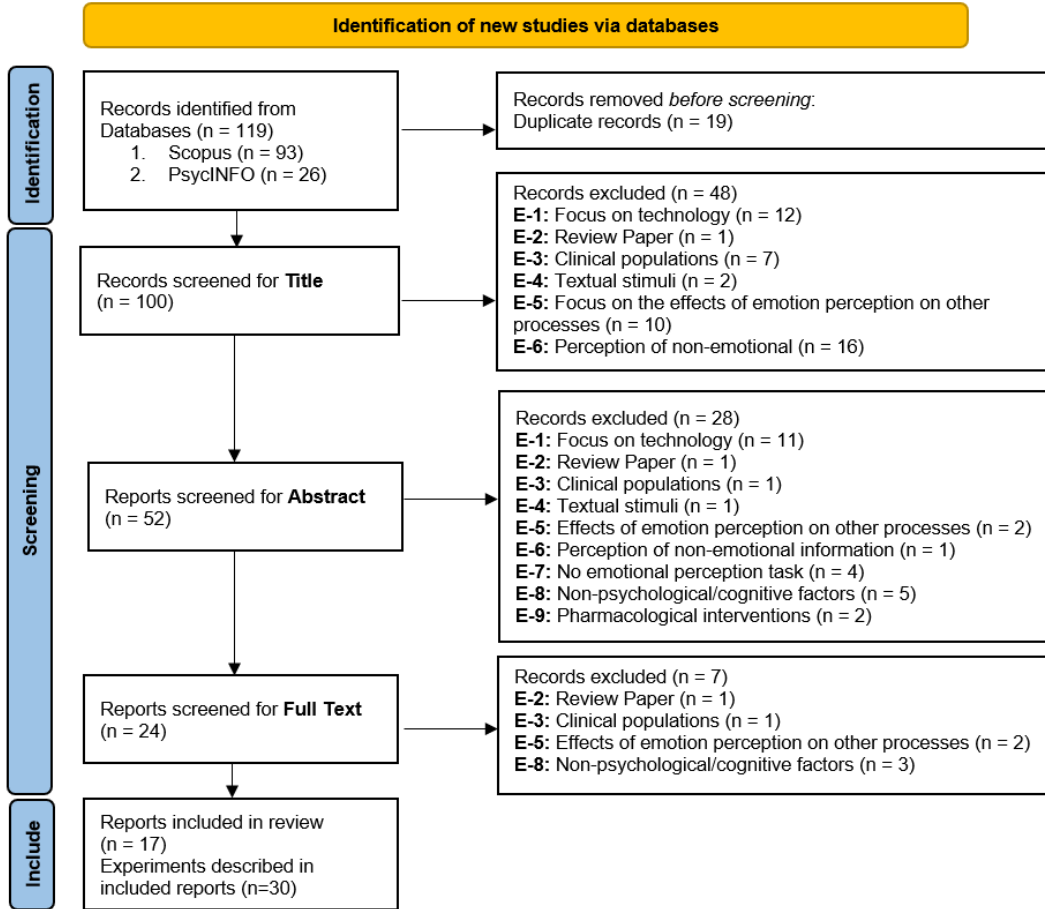 Identification of new studies via databases
Identification
Records identified from
Databases (n = 119)
1. Scopus (n = 93)
2. PsycINFO (n = 26)
Records removed before screening:
Duplicate records (n = 19)
Screening
Records screened for Title
(n = 100)
Records excluded (n = 48)
E-1: Focus on technology (n = 12)
E-2: Review Paper (n = 1)
E-3: Clinical populations (n = 7)
E-4: Textual stimuli (n = 2)
E-5: Focus on the effects of emotion perception on other
processes (n = 10)
E-6: Perception of non-emotional (n = 16)
Reports screened for Abstract
(n = 52)
Records excluded (n = 28)
E-1: Focus on technology (n = 11)
E-2: Review Paper (n = 1)
E-3: Clinical populations (n = 1)
E-4: Textual stimuli (n = 1)
E-5: Effects of emotion perception on other processes (n = 2)
E-6: Perception of non-emotional information (n = 1)
E-7: No emotional perception task (n = 4)
E-8: Non-psychological/cognitive factors (n = 5)
E-9: Pharmacological interventions (n = 2)
Reports screened for Full Text
(n = 24)
Records excluded (n = 7)
E-2: Review Paper (n = 1)
E-3: Clinical populations (n = 1)
E-5: Effects of emotion perception on other processes (n = 2)
E-8: Non-psychological/cognitive factors (n = 3)
Include
Reports included in review
(n = 17)
Experiments described in
included reports (n=30)